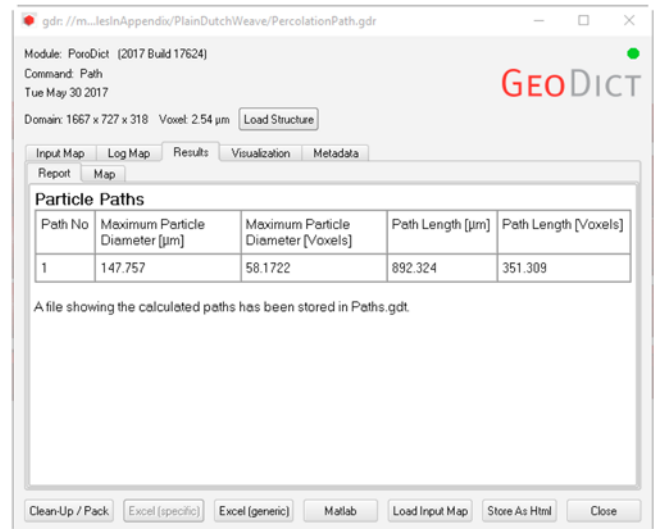 gdr: //m...lesInAppendix/PlainDutchWeave/PercolationPath.gdr
Module: PoroDict (2017 Build 17624)
Command: Path
Tue May 30 2017
GEODICT
Domain: 1667 x 727 x 318 Voxel: 2.54 µm Load Structure
Input Map Log Map Results Visualization Metadata
Report Map
Particle Paths
Path No Maximum Particle Diameter [µm] Maximum Particle Diameter [Voxels] Path Length [µm] Path Length [Voxels]
1 147.757 58.1722 892.324 351.309
A file showing the calculated paths has been stored in Paths.gdt.
Clean-Up / Pack Excel (specific) Excel (generic) Matlab Load Input Map Store As Html Close